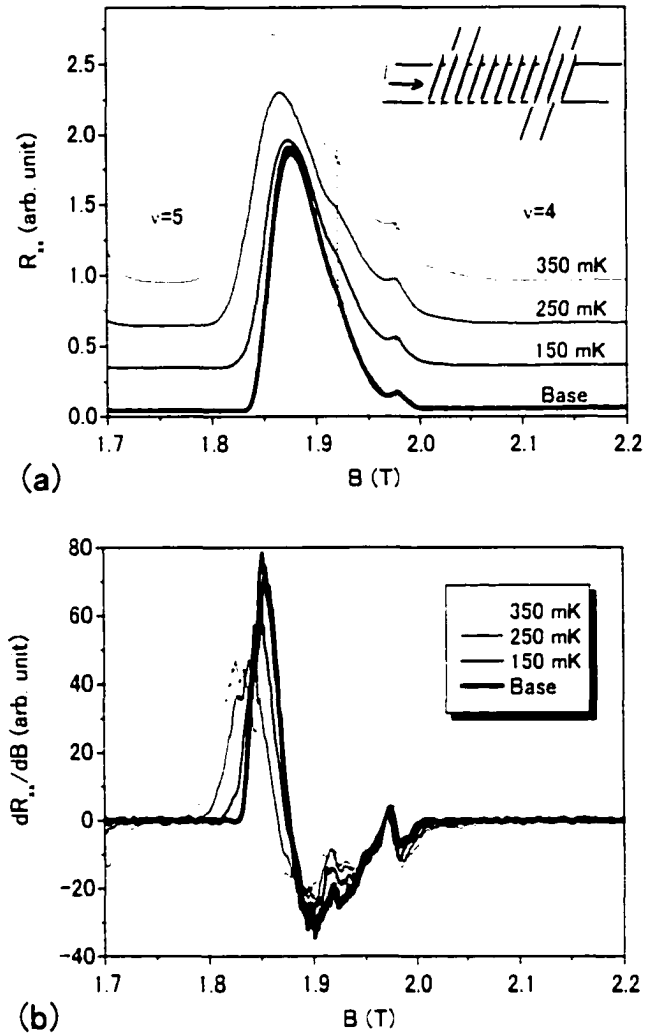 2.5
2.0
1.5
1.0
0.5
0.0
Rxx (arb. unit)
ν=5
ν=4
350 mK
250 mK
150 mK
Base
1.7 1.8 1.9 2.0 2.1 2.2
B (T)
(a)
80
60
40
20
0
-20
-40
dRxx/dB (arb. unit)
350 mK
250 mK
150 mK
Base
1.7 1.8 1.9 2.0 2.1 2.2
B (T)
(b)